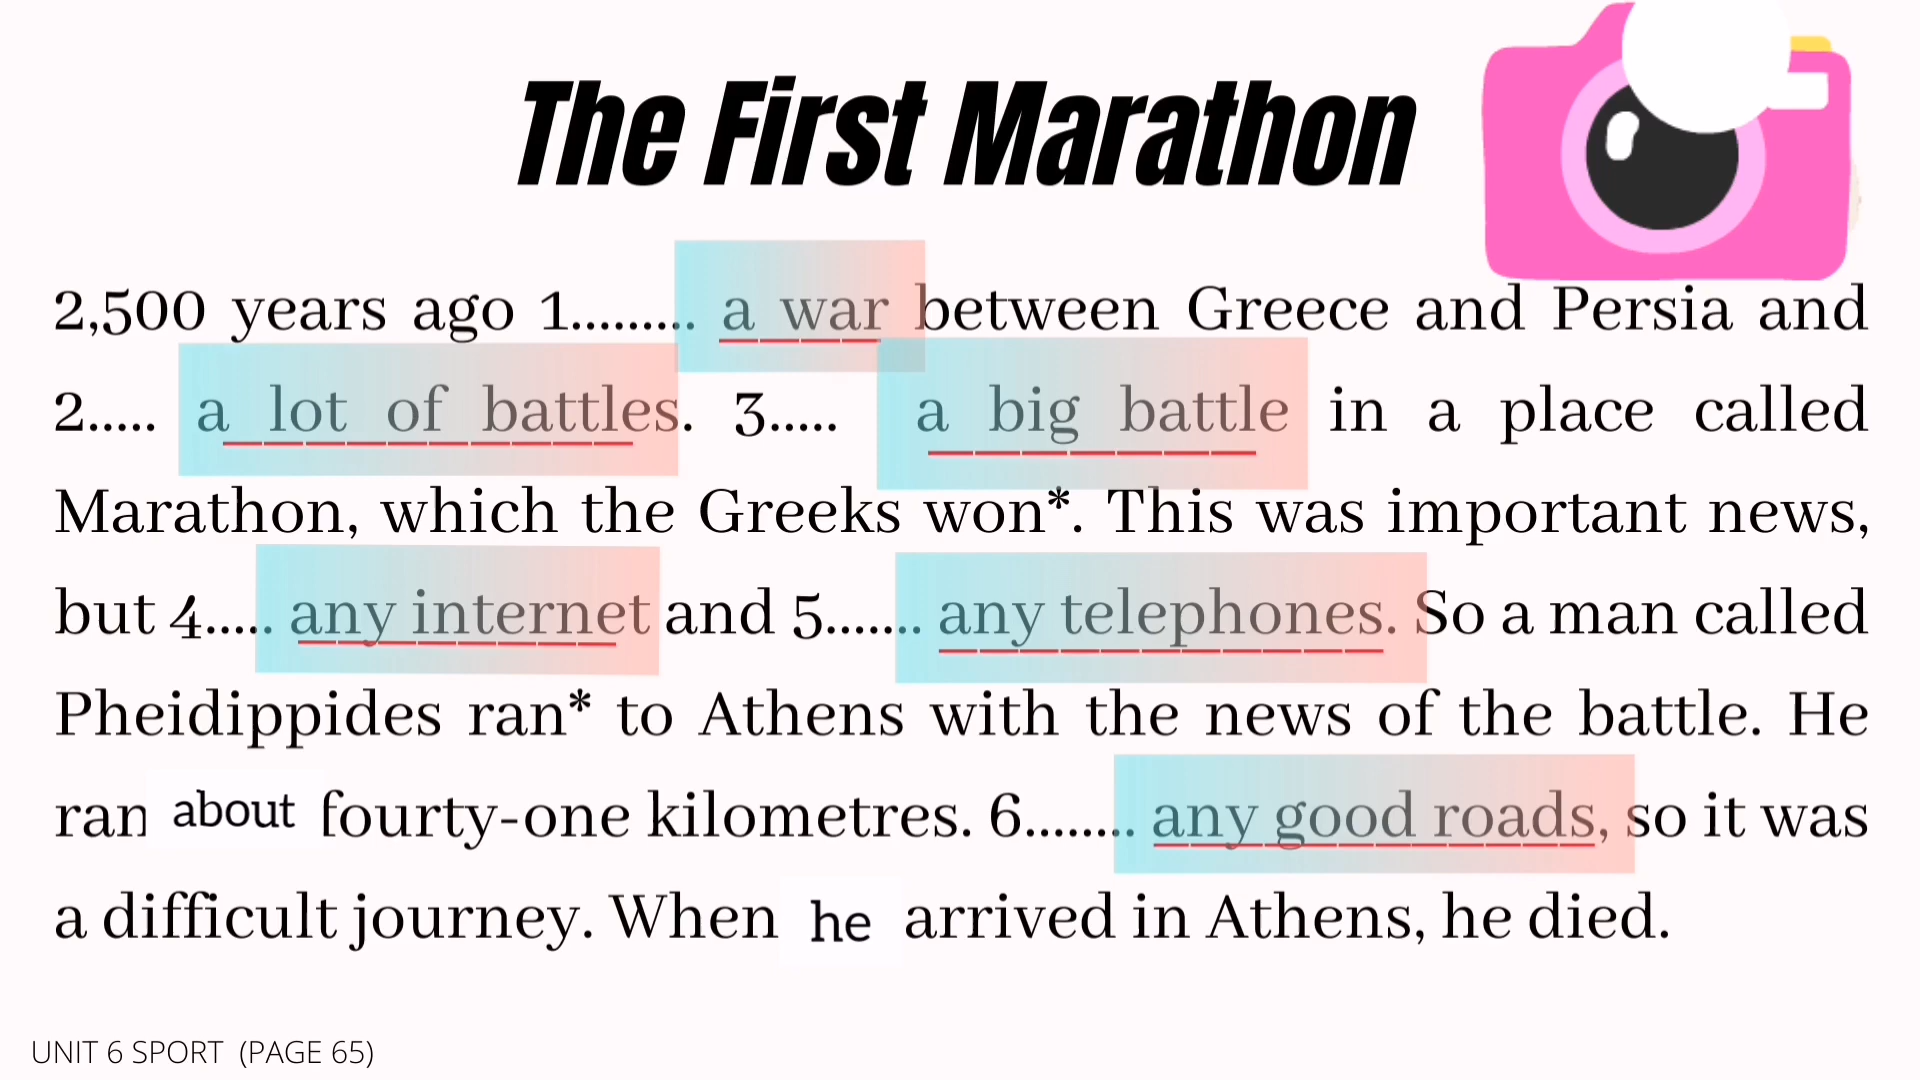 The First Marathon
2,500 years ago 1......... a war between Greece and Persia and
2..... a lot of battles. 3..... a big battle in a place called
Marathon, which the Greeks won*. This was important news,
but 4..... any internet and 5....... any telephones. So a man called
Pheidippides ran* to Athens with the news of the battle. He
ran about fourty-one kilometres. 6........ any good roads, so it was
a difficult journey. When he arrived in Athens, he died.
UNIT 6 SPORT (PAGE 65)